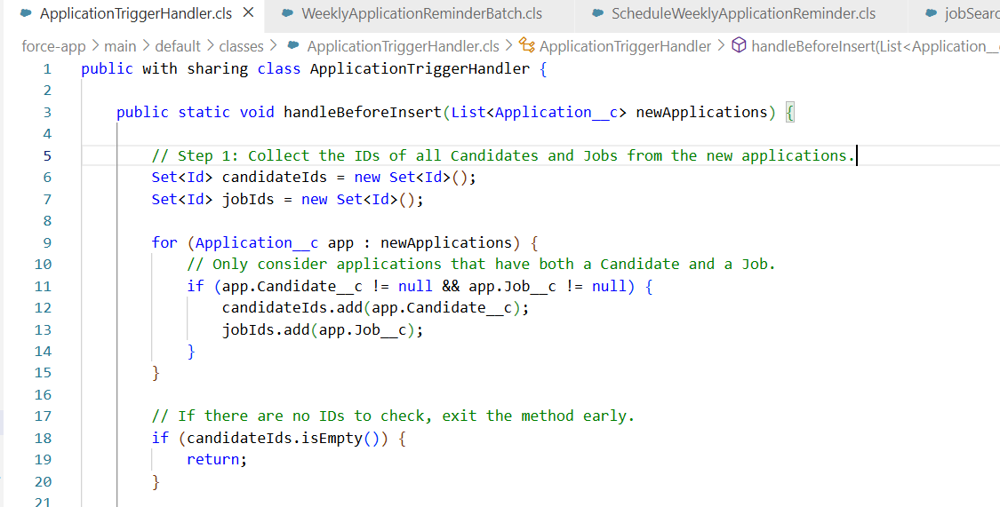 ApplicationTriggerHandler.cls WeeklyApplicationReminderBatch.cls ScheduleWeeklyApplicationReminder.cls jobSearc
force-app > main > default > classes > ApplicationTriggerHandler.cls > ApplicationTriggerHandler > handleBeforeInsert(List<Application__c
1 public with sharing class ApplicationTriggerHandler {
2
3 public static void handleBeforeInsert(List<Application__c> newApplications) {
4
5 // Step 1: Collect the IDs of all Candidates and Jobs from the new applications.
6 Set<Id> candidateIds = new Set<Id>();
7 Set<Id> jobIds = new Set<Id>();
8
9 for (Application__c app : newApplications) {
10 // Only consider applications that have both a Candidate and a Job.
11 if (app.Candidate__c != null && app.Job__c != null) {
12 candidateIds.add(app.Candidate__c);
13 jobIds.add(app.Job__c);
14 }
15 }
16
17 // If there are no IDs to check, exit the method early.
18 if (candidateIds.isEmpty()) {
19 return;
20 }
21